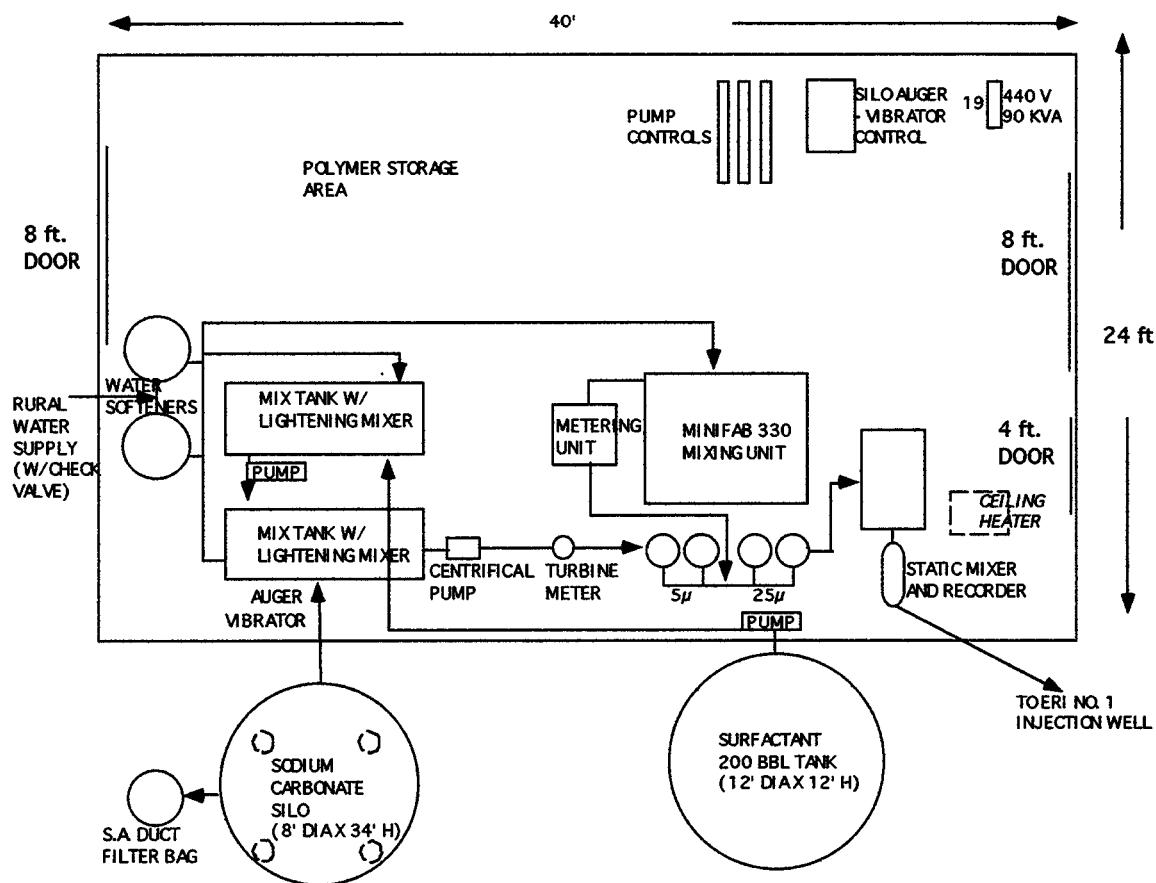 40'
PUMP
CONTROLS
SILO AUGER
- VIBRATOR
CONTROL
19
440 V
90 KVA
POLYMER STORAGE
AREA
8 ft.
DOOR
8 ft.
DOOR
24 ft
WATER
SOFTENERS
RURAL
WATER
SUPPLY
(W/CHECK
VALVE)
MIX TANK W/
LIGHTENING MIXER
PUMP
METERING
UNIT
MINIFAB 330
MIXING UNIT
4 ft.
DOOR
CEILING
HEATER
MIX TANK W/
LIGHTENING MIXER
CENTRIFICAL
PUMP
TURBINE
METER
5µ
25µ
STATIC MIXER
AND RECORDER
AUGER
VIBRATOR
PUMP
TO ERI NO. 1
INJECTION WELL
SURFACTANT
200 BBL TANK
(12' DIA X 12' H)
SODIUM
CARBONATE
SILO
(8' DIA X 34' H)
S.A DUCT
FILTER BAG